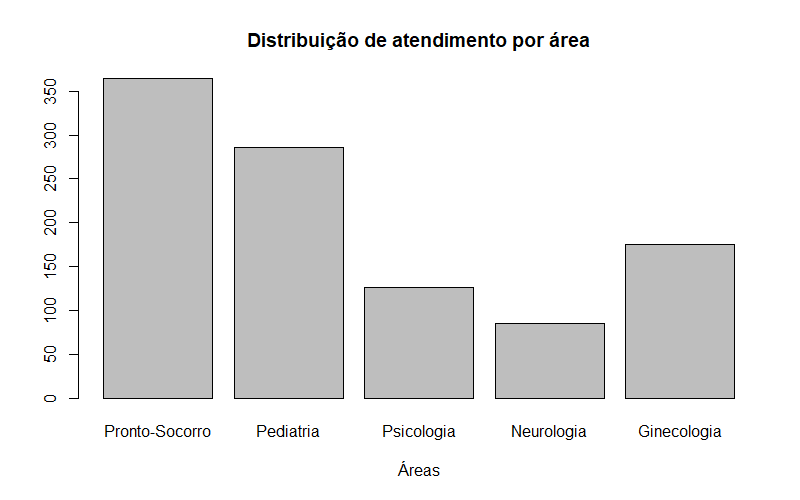 Distribuição de atendimento por área
350
300
250
200
150
100
50
0
Pronto-Socorro Pediatria Psicologia Neurologia Ginecologia
Áreas